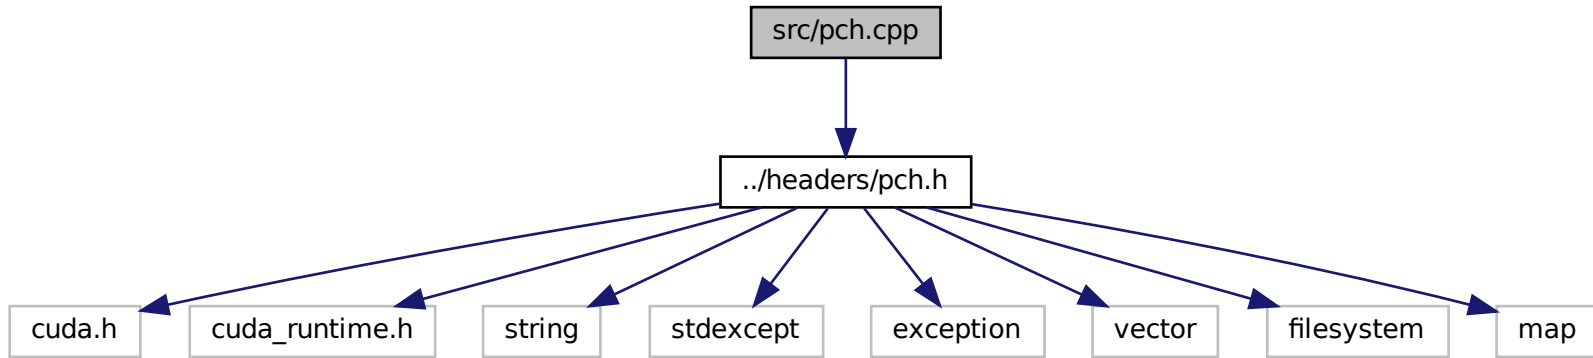 src/pch.cpp
../headers/pch.h
cuda.h
cuda_runtime.h
string
stdexcept
exception
vector
filesystem
map